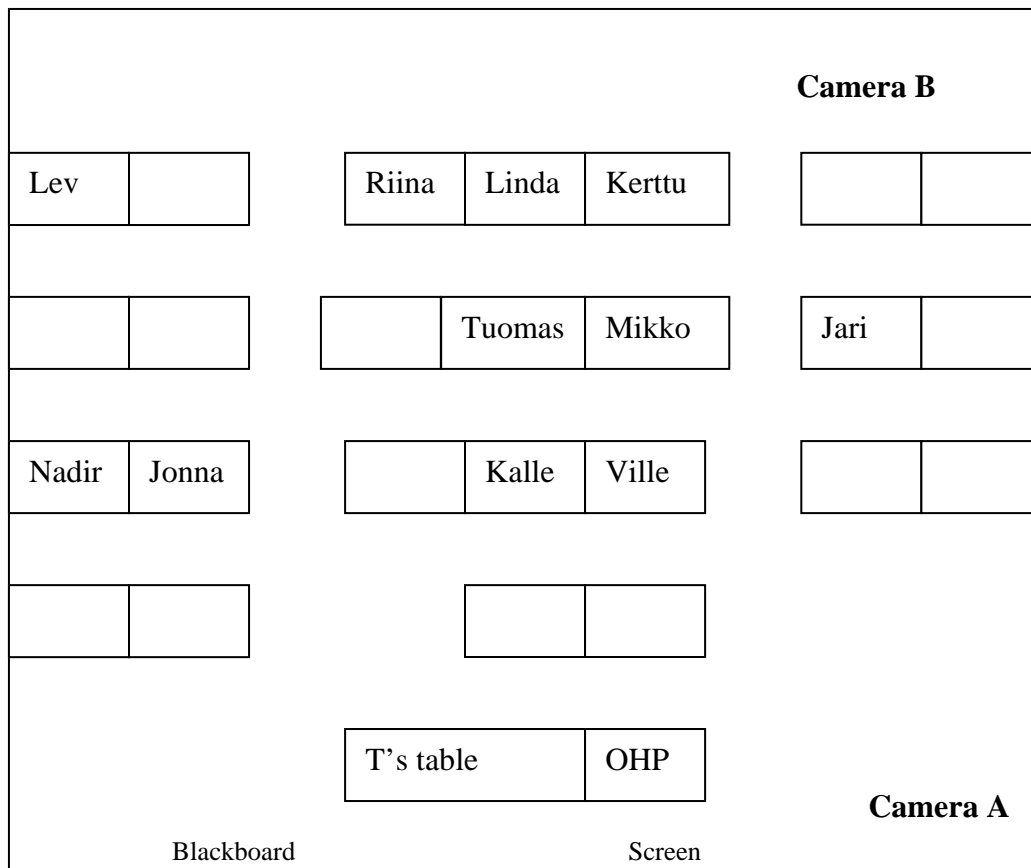 Camera B
Lev Riina Linda Kerttu
Tuomas Mikko Jari
Nadir Jonna Kalle Ville
T's table OHP
Camera A
Blackboard Screen